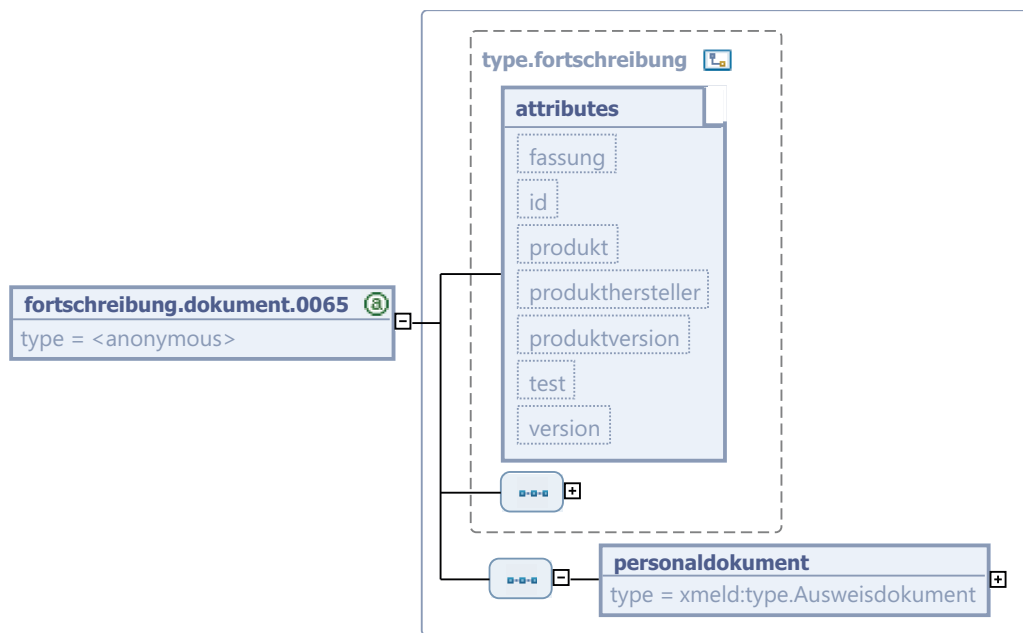 type.fortschreibung
attributes
fassung
id
produkt
produkthersteller
produktversion
test
version
fortschreibung.dokument.0065 @
type = <anonymous>
personaldokument
type = xmeld:type.Ausweisdokument